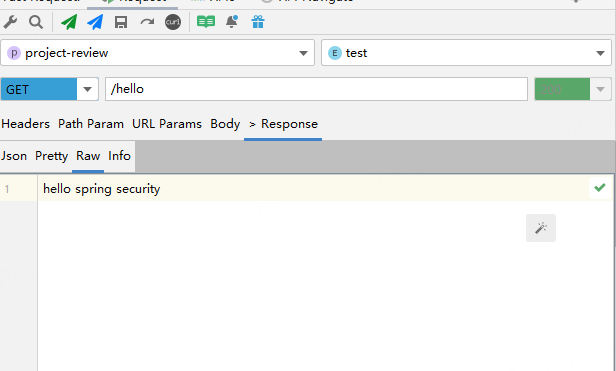 curl
p project-review
E test
GET
/hello
Headers Path Param URL Params Body > Response
Json Pretty Raw Info
1 hello spring security